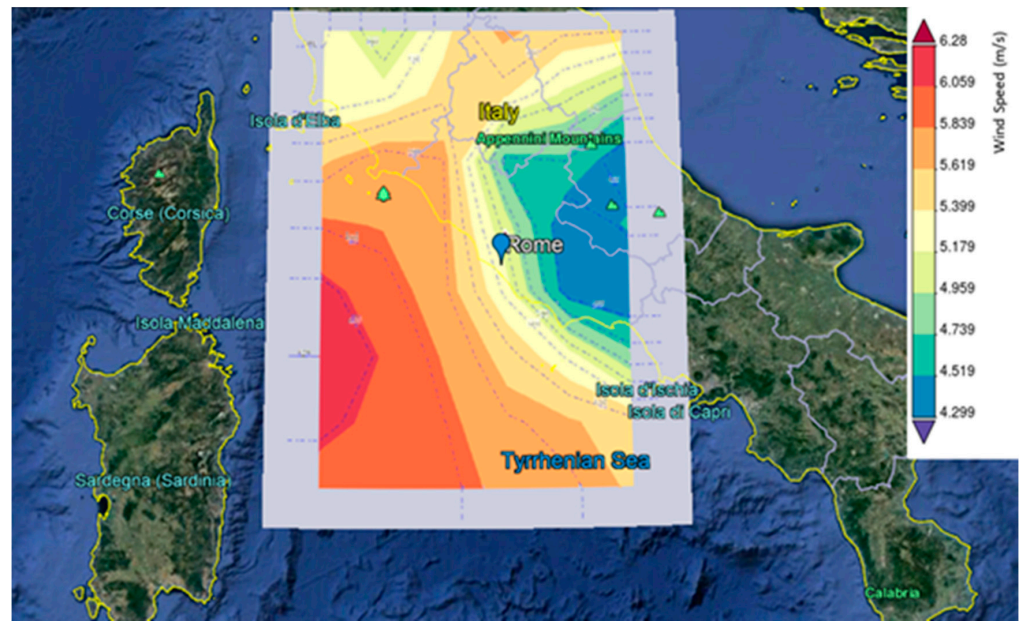 Italy
Isola d'Elba
Appennini Mountains
Corse (Corsica)
Rome
Isola Maddalena
Isola d'Ischia
Isola di Capri
Tyrrhenian Sea
Sardegna (Sardinia)
Calabria
Wind Speed (m/s)
6.28
6.059
5.839
5.619
5.399
5.179
4.959
4.739
4.519
4.299